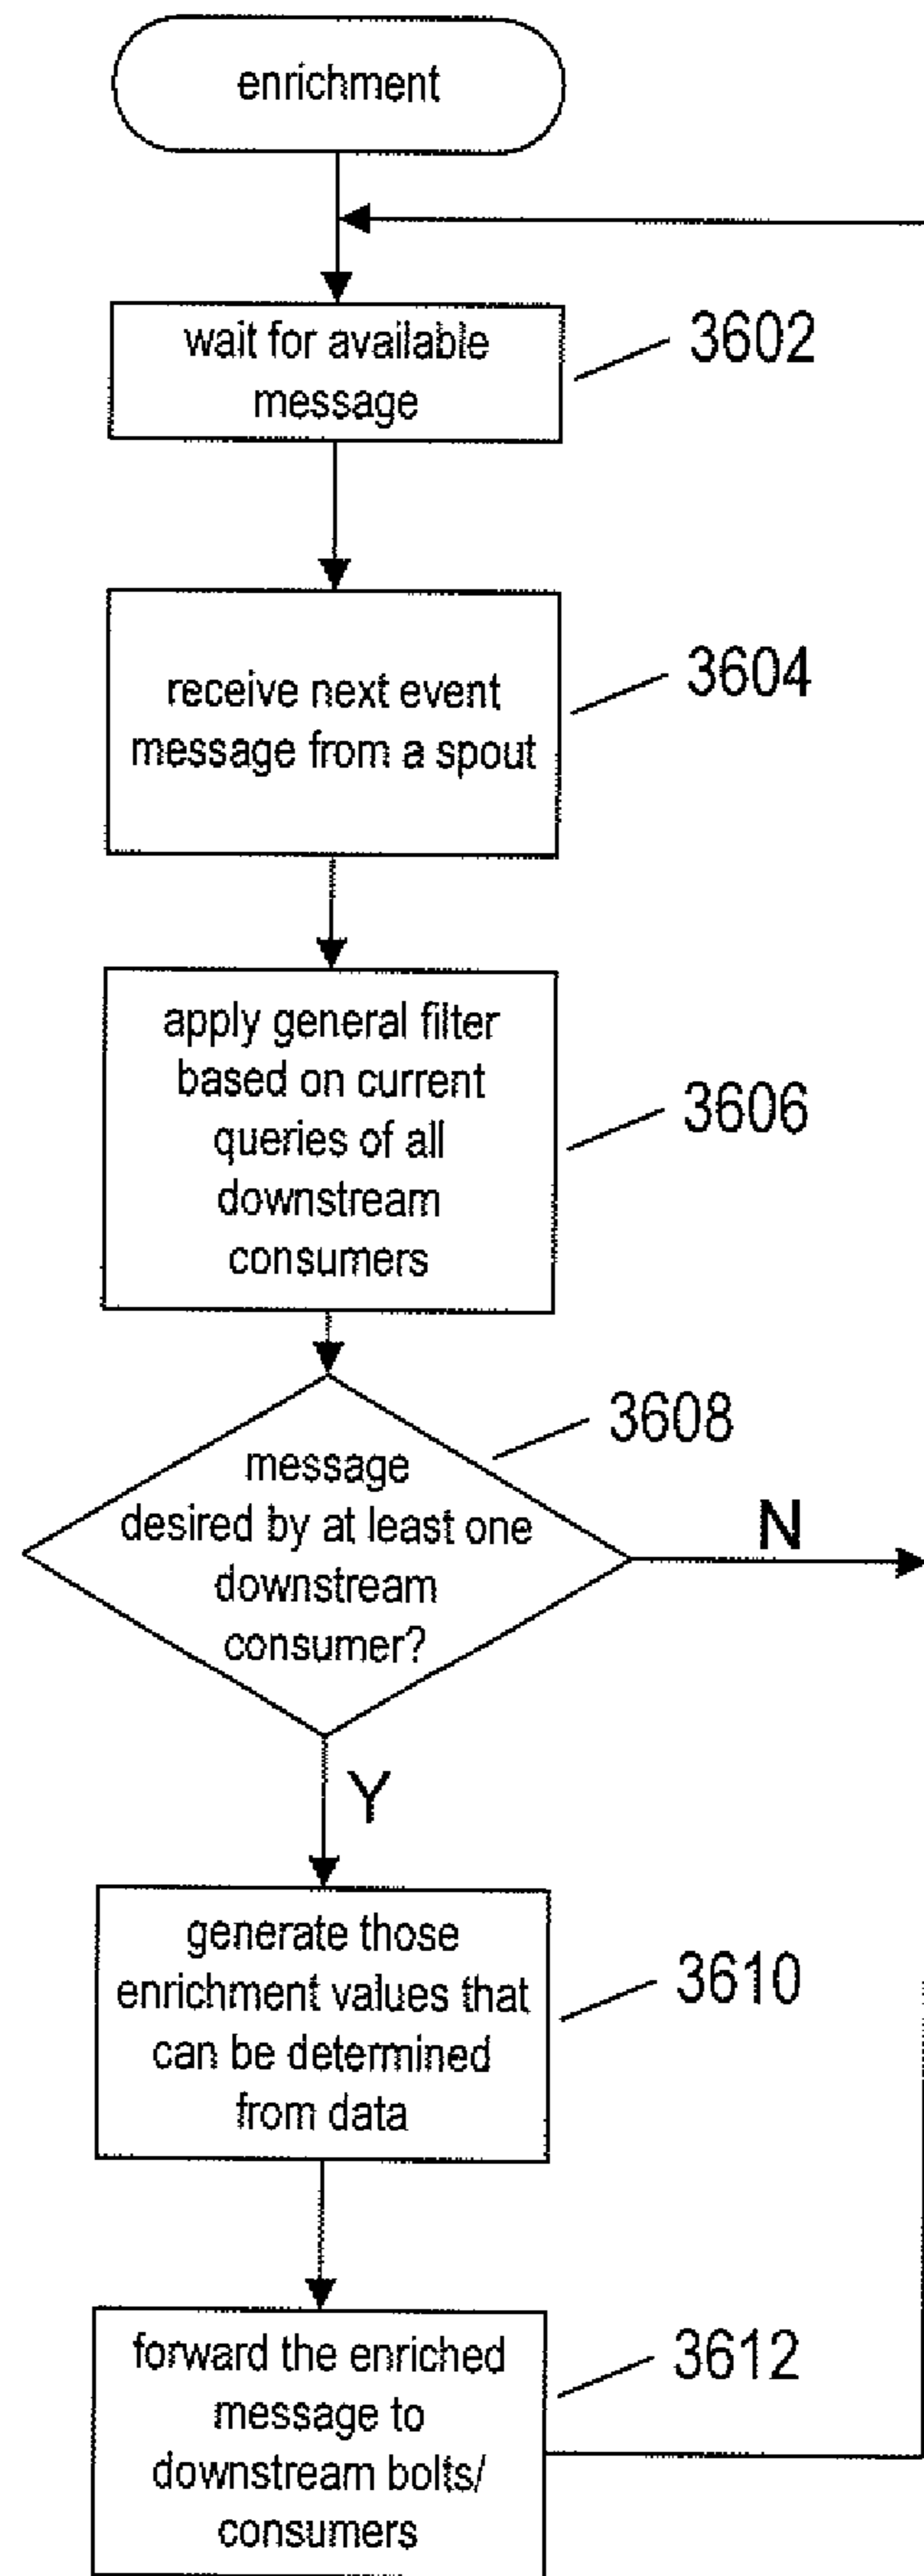 enrichment
wait for available
message
3602
receive next event
message from a spout
3604
apply general filter
based on current
queries of all
downstream
consumers
3606
message
desired by at least one
downstream
consumer?
3608
N
Y
generate those
enrichment values that
can be determined
from data
3610
forward the enriched
message to
downstream bolts/
consumers
3612